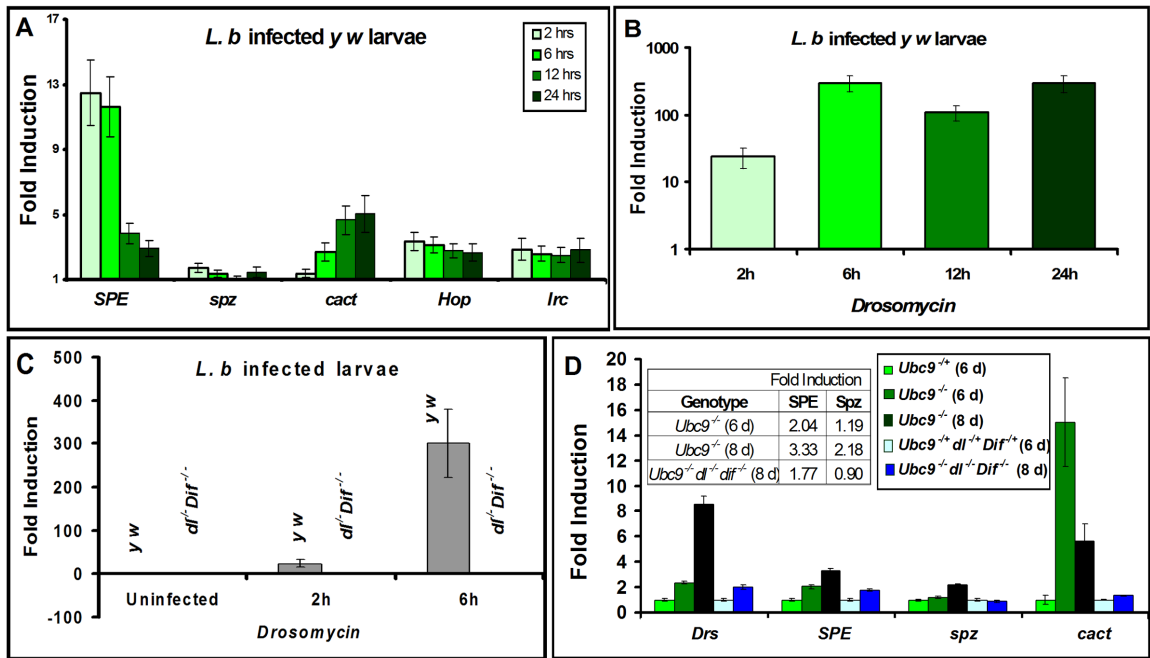 A
L. b infected y w larvae
17
13
9
5
1
Fold Induction
2 hrs
6 hrs
12 hrs
24 hrs
SPE spz cact Hop Irc
B
L. b infected y w larvae
1000
100
10
1
Fold Induction
2h 6h 12h 24h
Drosomycin
C
L. b infected larvae
500
400
300
200
100
0
-100
Fold Induction
y w
dl-/-Dif-/-
y w
dl-/-Dif-/-
y w
dl-/-Dif-/-
Uninfected 2h 6h
Drosomycin
D
20
18
16
14
12
10
8
6
4
2
0
Fold Induction
Fold Induction
Genotype SPE Spz
Ubc9-/- (6 d) 2.04 1.19
Ubc9-/- (8 d) 3.33 2.18
Ubc9-/- dl-/- dif-/- (8 d) 1.77 0.90
Ubc9-/+ (6 d)
Ubc9-/- (6 d)
Ubc9-/- (8 d)
Ubc9-/+ dl-/+ Dif-/+ (6 d)
Ubc9-/- dl-/- Dif-/- (8 d)
Drs SPE spz cact